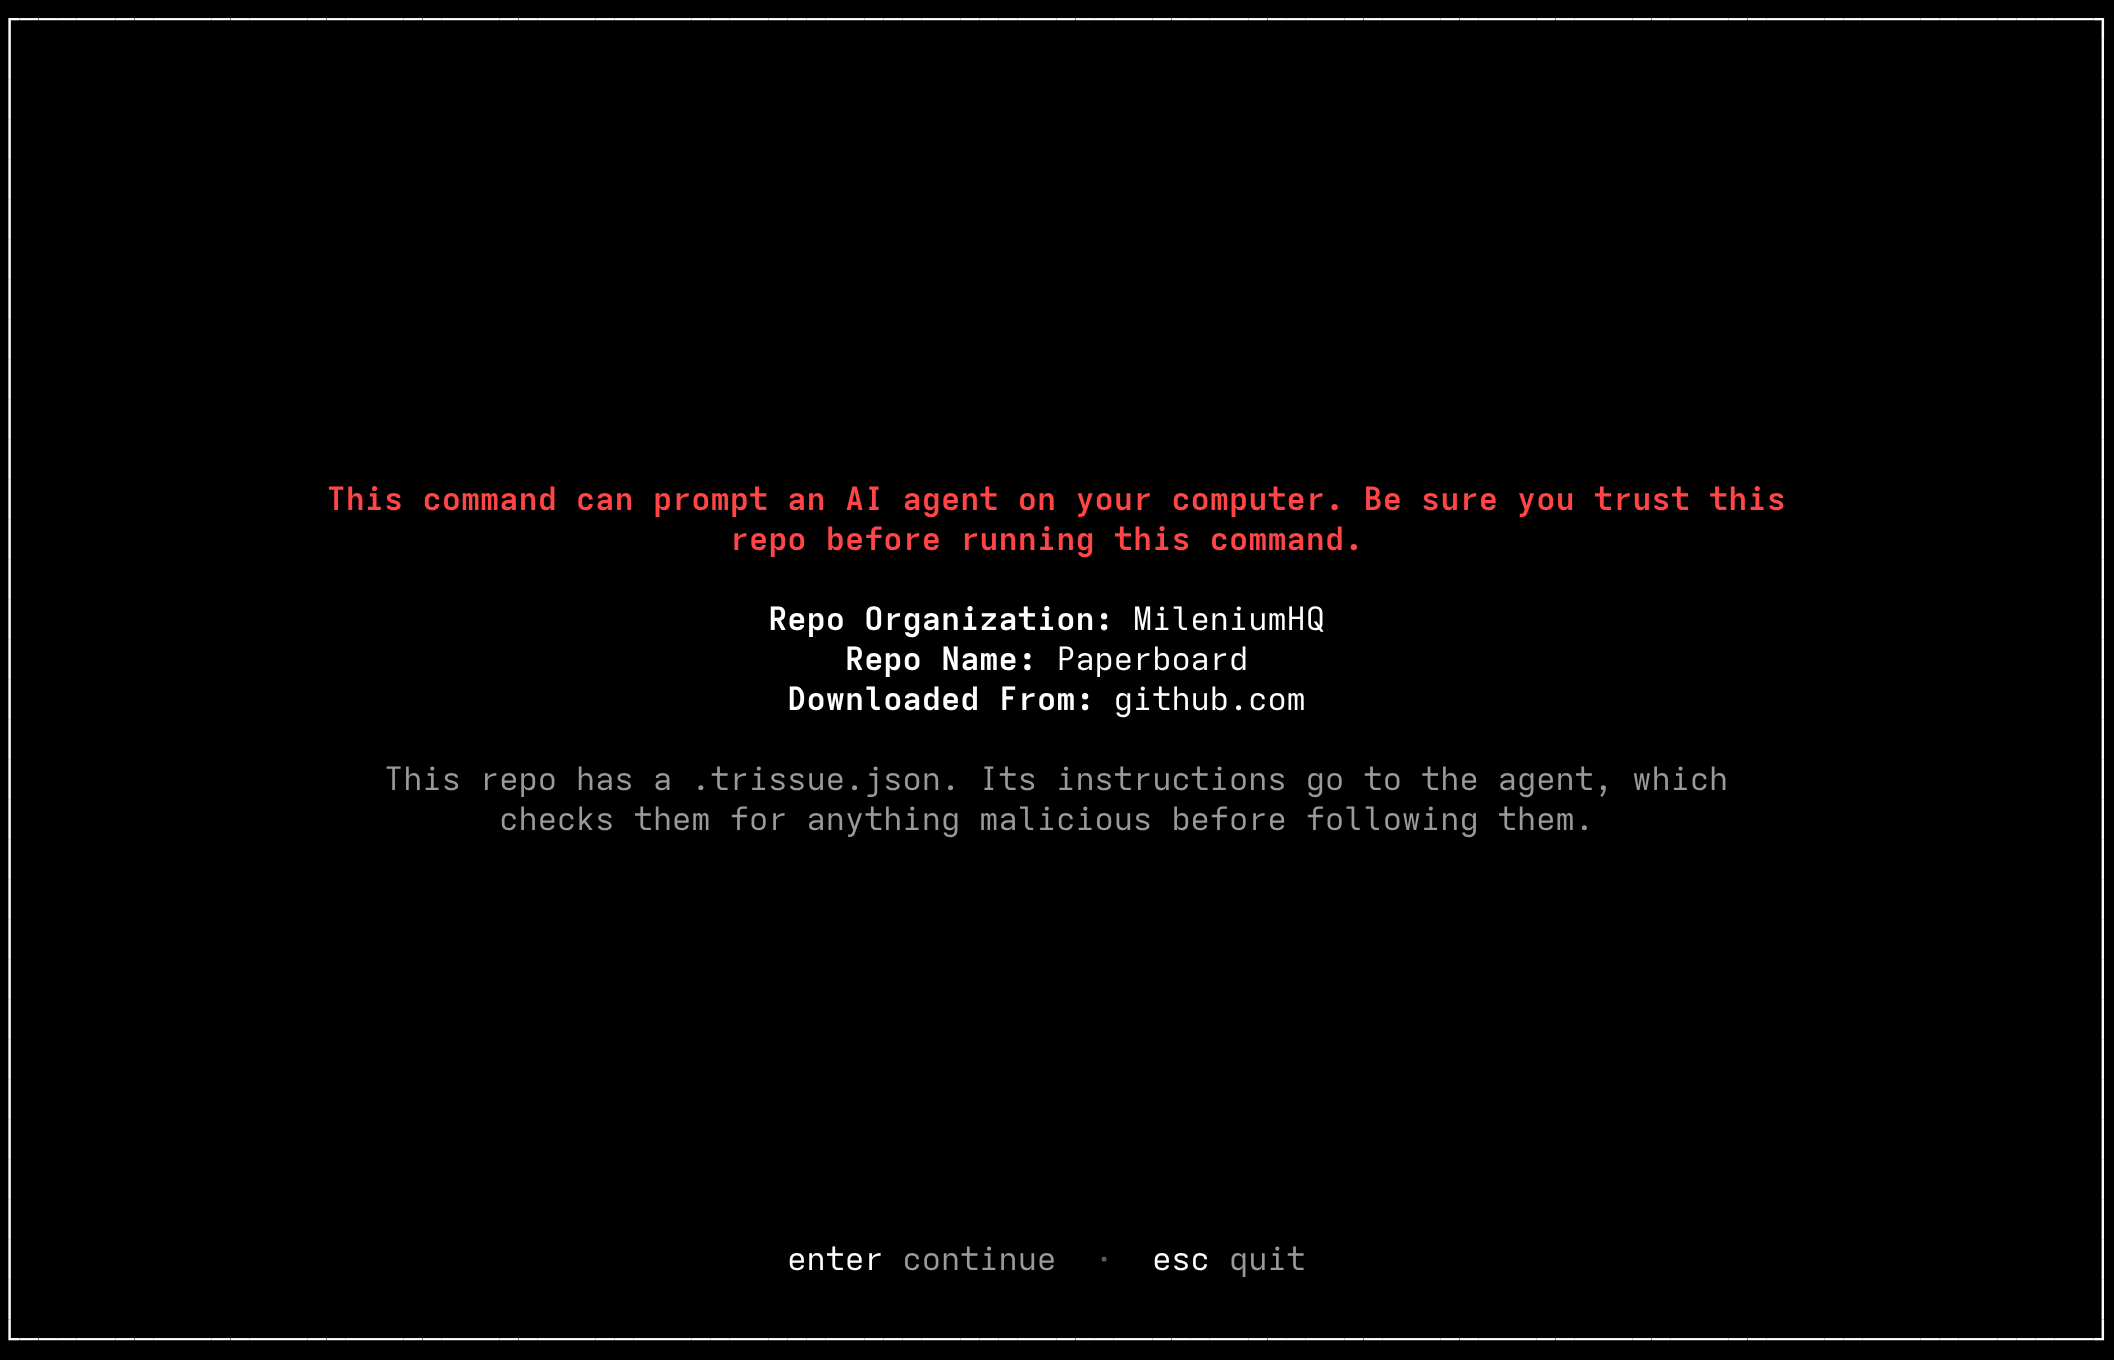 This command can prompt an AI agent on your computer. Be sure you trust this
repo before running this command.
Repo Organization: MileniumHQ
Repo Name: Paperboard
Downloaded From: github.com
This repo has a .trissue.json. Its instructions go to the agent, which
checks them for anything malicious before following them.
enter continue · esc quit